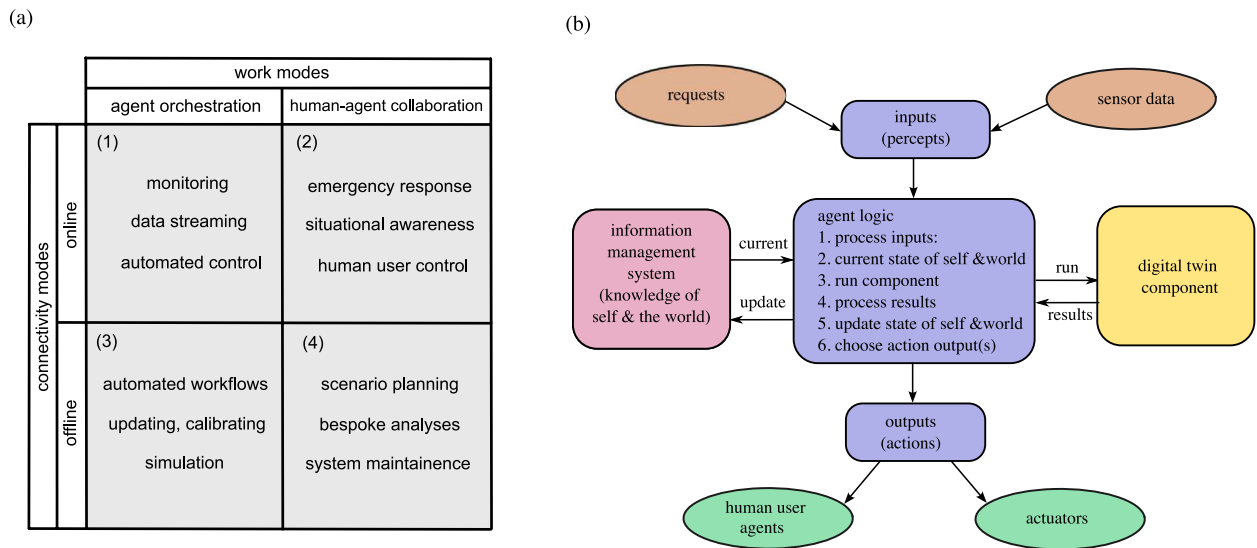 (a)
work modes
agent orchestration
human-agent collaboration
connectivity modes
online
(1)
monitoring
data streaming
automated control
(2)
emergency response
situational awareness
human user control
offline
(3)
automated workflows
updating, calibrating
simulation
(4)
scenario planning
bespoke analyses
system maintainence
(b)
requests
sensor data
inputs
(percepts)
information
management
system
(knowledge of
self & the world)
current
update
agent logic
1. process inputs:
2. current state of self &world
3. run component
4. process results
5. update state of self &world
6. choose action output(s)
run
results
digital twin
component
outputs
(actions)
human user
agents
actuators